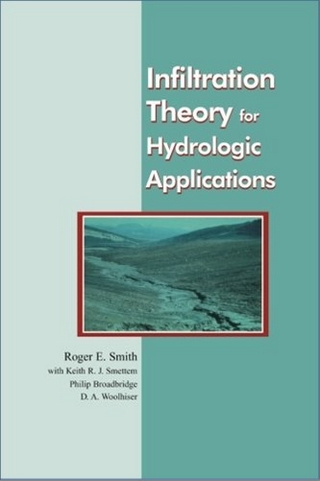 Infiltration
Theory for
Hydrologic
Applications
Roger E. Smith
with Keith R. J. Smettem
Philip Broadbridge
D. A. Woolhiser